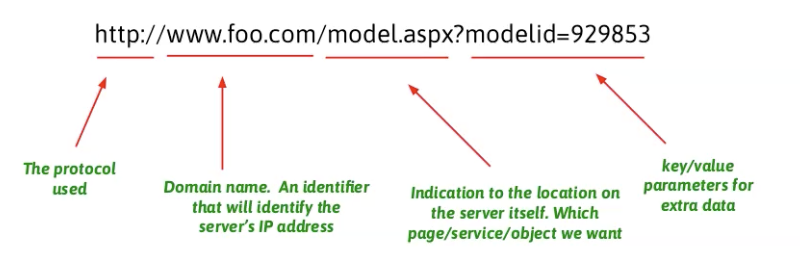 http://www.foo.com/model.aspx?modelid=929853
The protocol
used
Domain name. An identifier
that will identify the
server's IP address
Indication to the location on
the server itself. Which
page/service/object we want
key/value
parameters for
extra data